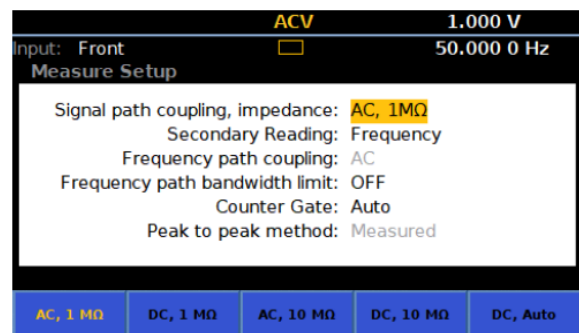 ACV 1.000 V
Input: Front 50.000 0 Hz
Measure Setup
Signal path coupling, impedance: AC, 1MΩ
Secondary Reading: Frequency
Frequency path coupling: AC
Frequency path bandwidth limit: OFF
Counter Gate: Auto
Peak to peak method: Measured
AC, 1 MΩ DC, 1 MΩ AC, 10 MΩ DC, 10 MΩ DC, Auto